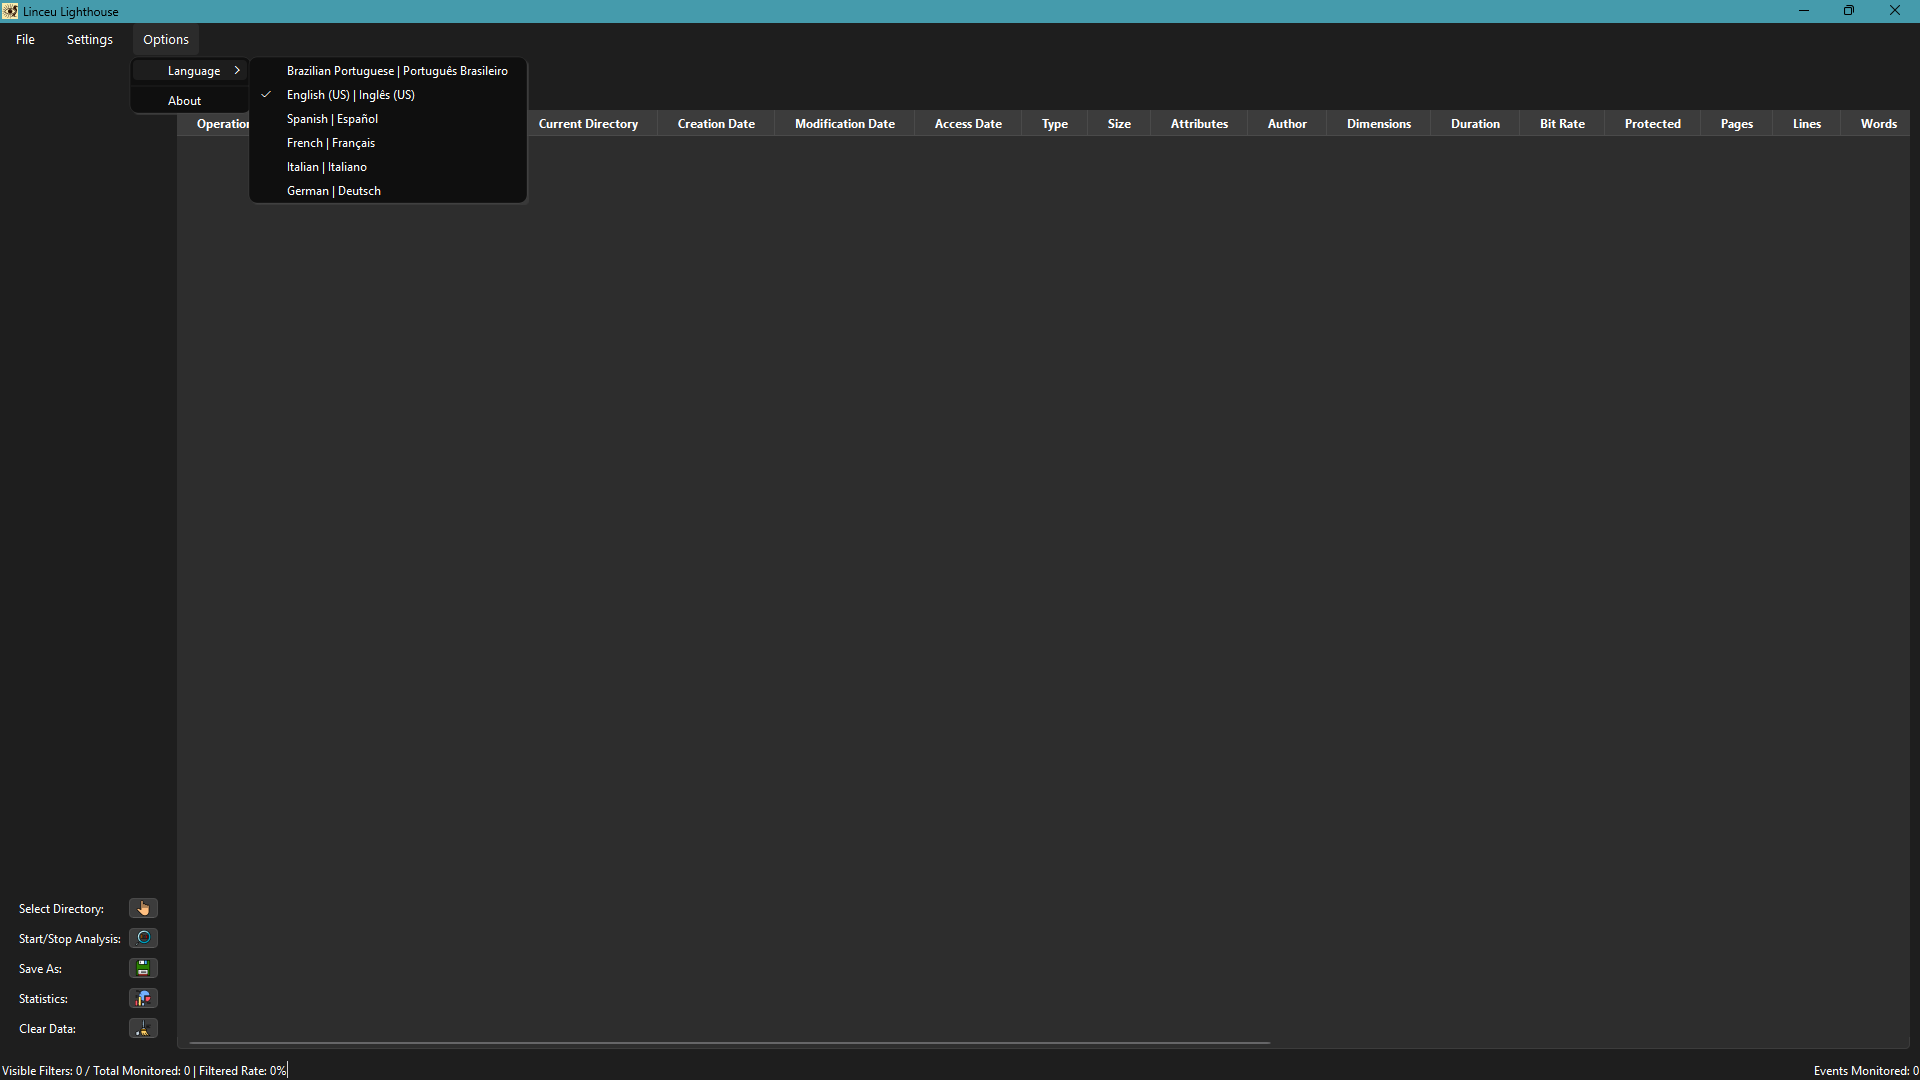 Linceu Lighthouse
File Settings Options
Language
About
Brazilian Portuguese | Português Brasileiro
English (US) | Inglês (US)
Spanish | Español
French | Français
Italian | Italiano
German | Deutsch
Current Directory Creation Date Modification Date Access Date Type Size Attributes Author Dimensions Duration Bit Rate Protected Pages Lines Words
Select Directory:
Start/Stop Analysis:
Save As:
Statistics:
Clear Data:
Visible Filters: 0 / Total Monitored: 0 | Filtered Rate: 0%
Events Monitored: 0